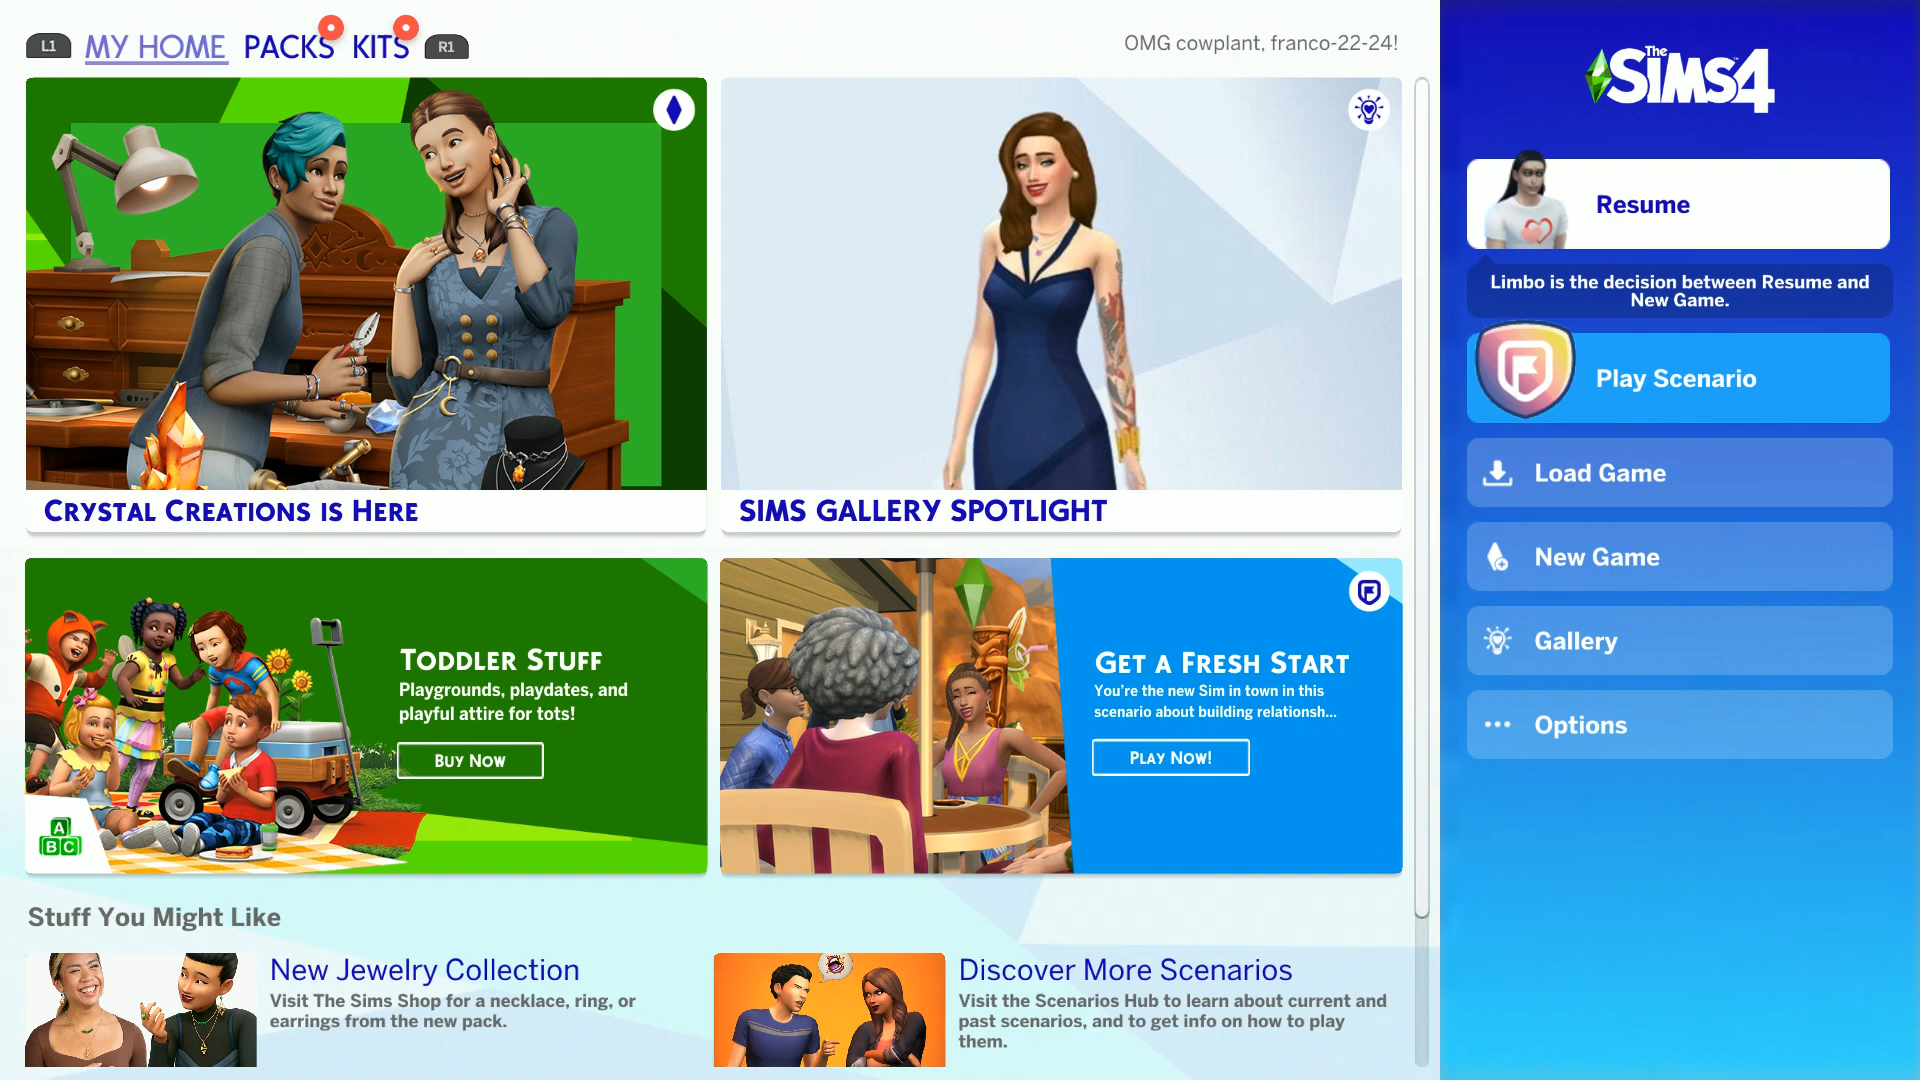 L1
MY HOME
PACKS
KITS
R1
OMG cowplant, franco-22-24!
The SiMS 4
Resume
Limbo is the decision between Resume and
New Game.
Play Scenario
Load Game
New Game
Gallery
Options
CRYSTAL CREATIONS IS HERE
SIMS GALLERY SPOTLIGHT
TODDLER STUFF
Playgrounds, playdates, and
playful attire for tots!
BUY NOW
A
B C
GET A FRESH START
You're the new Sim in town in this
scenario about building relationsh...
PLAY NOW!
Stuff You Might Like
New Jewelry Collection
Visit The Sims Shop for a necklace, ring, or
earrings from the new pack.
Discover More Scenarios
Visit the Scenarios Hub to learn about current and
past scenarios, and to get info on how to play
them.